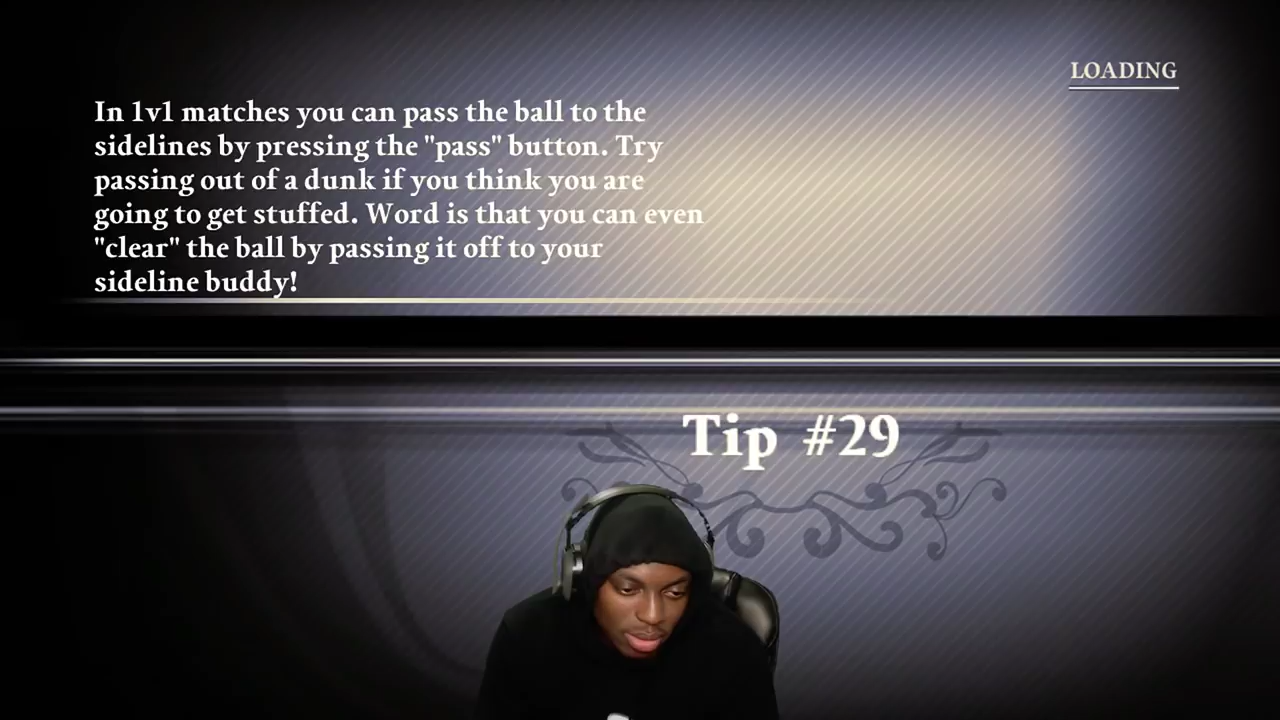 LOADING
In 1v1 matches you can pass the ball to the
sidelines by pressing the "pass" button. Try
passing out of a dunk if you think you are
going to get stuffed. Word is that you can even
"clear" the ball by passing it off to your
sideline buddy!
Tip #29